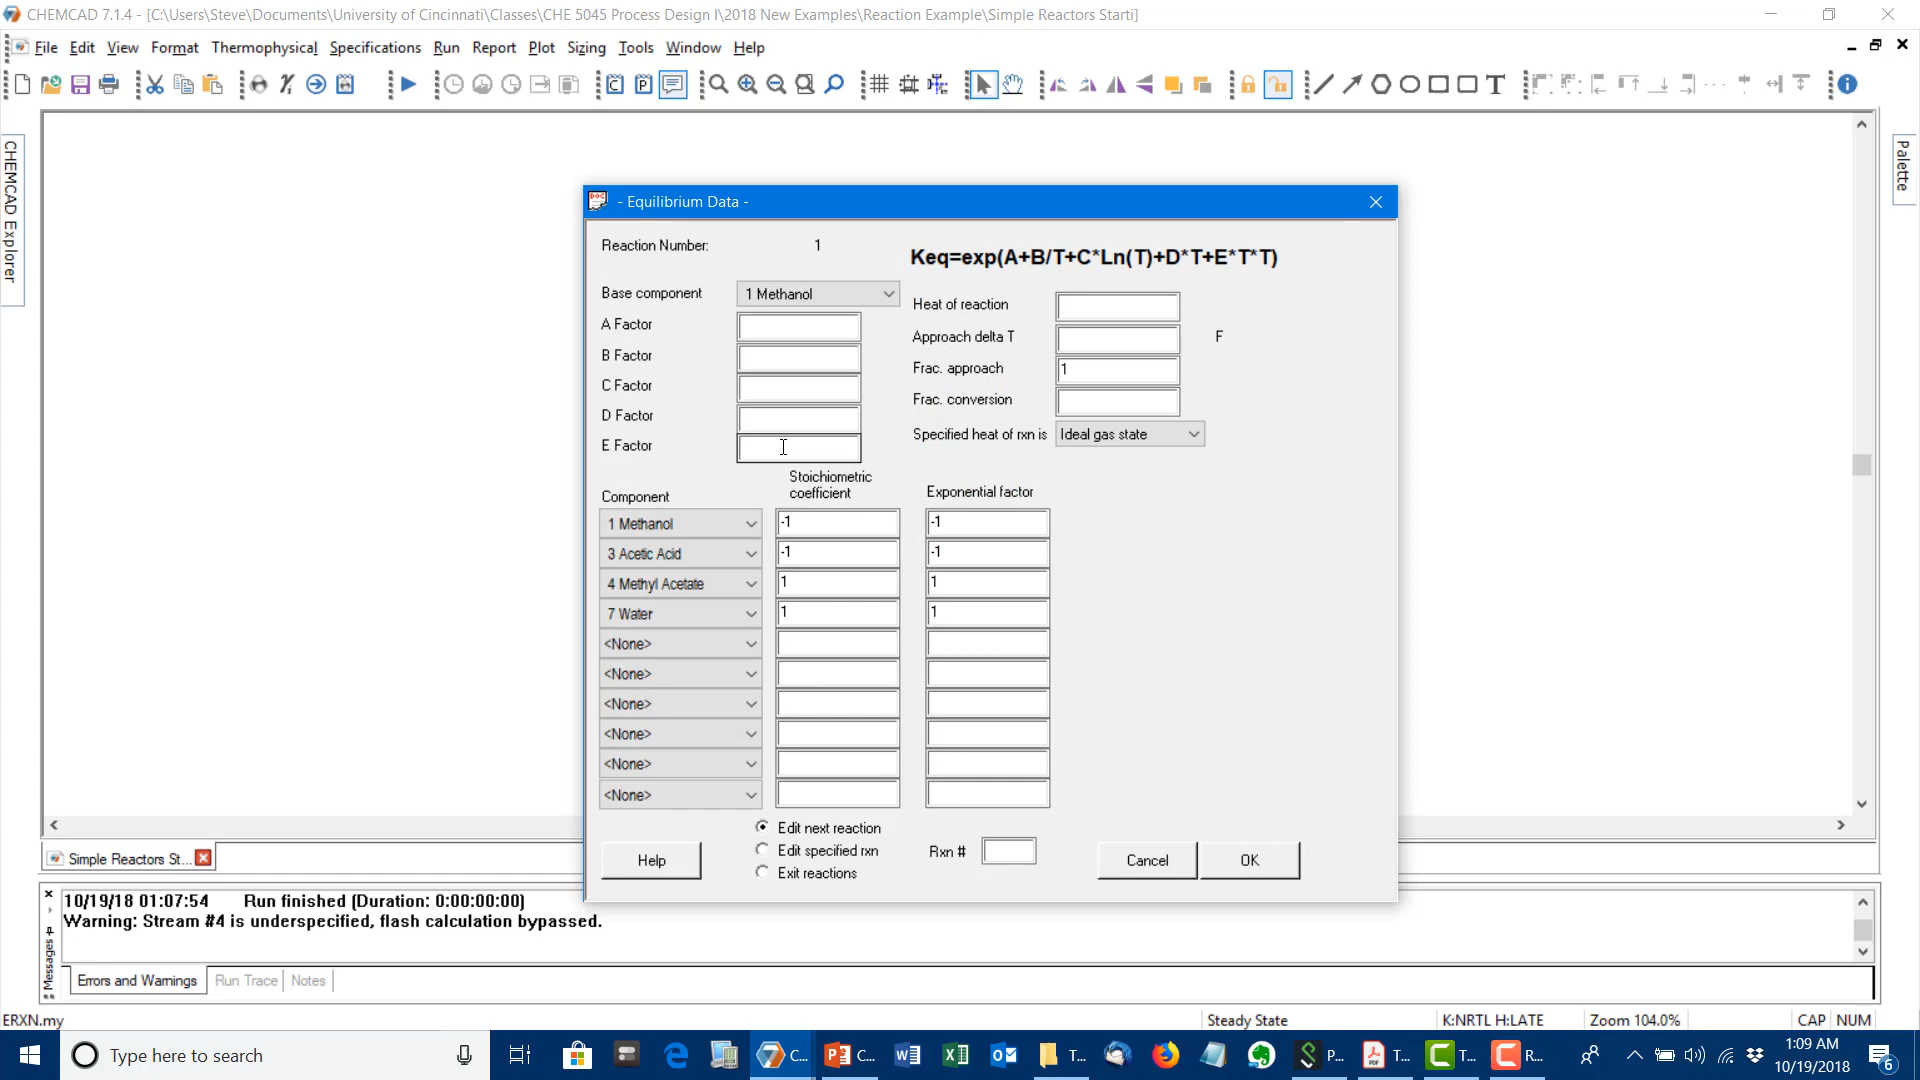 CHEMCAD 7.1.4 - [C:\Users\Steve\Documents\University of Cincinnati\Classes\CHE 5045 Process Design I\2018 New Examples\Reaction Example\Simple Reactors Starti]
File Edit View Format Thermophysical Specifications Run Report Plot Sizing Tools Window Help
CHEMCAD Explorer
Palette
- Equilibrium Data -
Reaction Number: 1
Keq=exp(A+B/T+C*Ln(T)+D*T+E*T*T)
Base component 1 Methanol
Heat of reaction
A Factor
Approach delta T F
B Factor
Frac. approach 1
C Factor
Frac. conversion
D Factor
Specified heat of rxn is Ideal gas state
E Factor
Component Stoichiometric coefficient Exponential factor
1 Methanol -1 -1
3 Acetic Acid -1 -1
4 Methyl Acetate 1 1
7 Water 1 1
<None>
<None>
<None>
<None>
<None>
<None>
Edit next reaction
Edit specified rxn
Exit reactions
Rxn #
Help Cancel OK
Simple Reactors St...
Messages
10/19/18 01:07:54 Run finished (Duration: 0:00:00:00)
Warning: Stream #4 is underspecified, flash calculation bypassed.
Errors and Warnings Run Trace Notes
ERXN.my Steady State K:NRTL H:LATE Zoom 104.0% CAP NUM
Type here to search C... C... T... P... T... T... R...
1:09 AM
10/19/2018
6